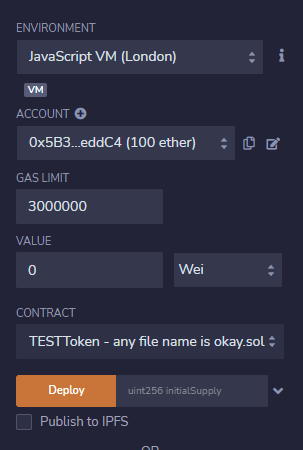 ENVIRONMENT
JavaScript VM (London)
VM
ACCOUNT
0x5B3...eddC4 (100 ether)
GAS LIMIT
3000000
VALUE
0 Wei
CONTRACT
TESTToken - any file name is okay.sol
Deploy uint256 initialSupply
Publish to IPFS
OR